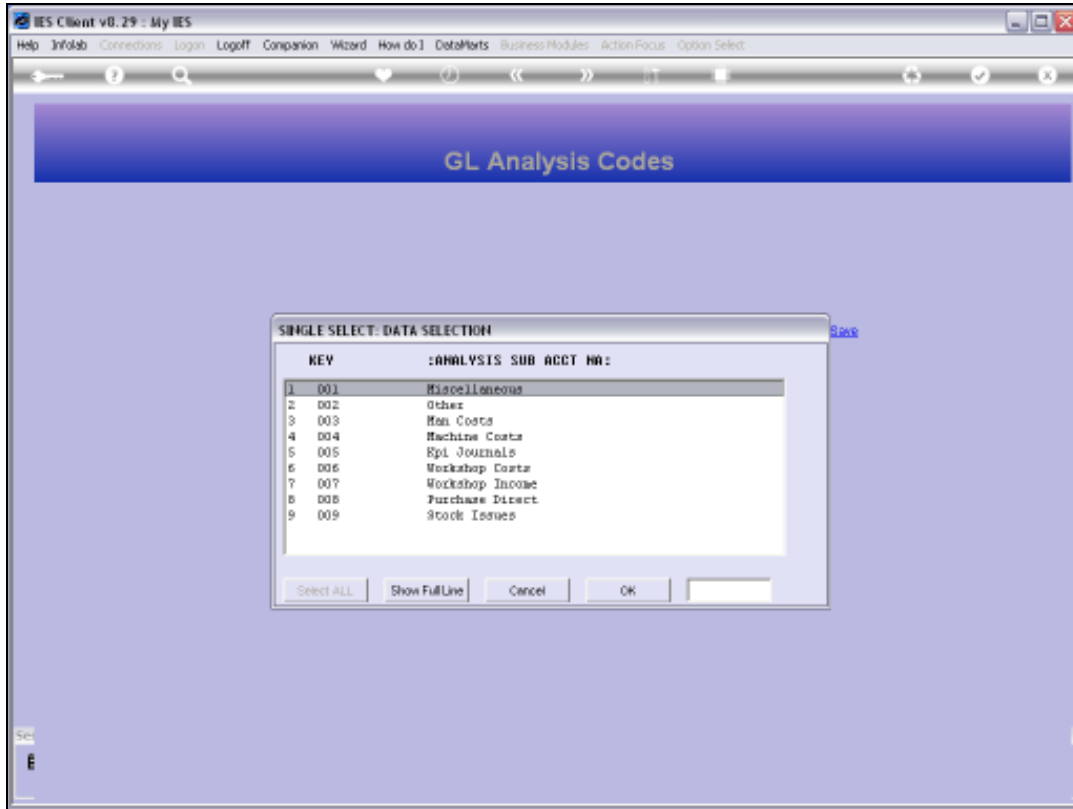 IES Client v8.29 : My IES
Help Infolab Connections Logon Logoff Companion Wizard How do I DataMarts Business Modules Action Focus Option Select
GL Analysis Codes
SINGLE SELECT: DATA SELECTION
Save
KEY :ANALYSIS SUB ACCT NA:
1 001 Miscellaneous
2 002 Other
3 003 Man Costs
4 004 Machine Costs
5 005 Kpi Journals
6 006 Workshop Costs
7 007 Workshop Income
8 008 Purchase Direct
9 009 Stock Issues
Select ALL Show Full Line Cancel OK
Se